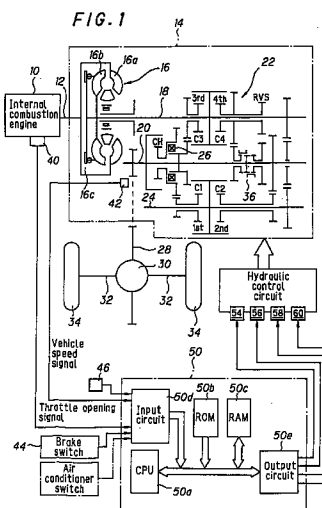 FIG. 1
14
10
12
16b
16a
16
22
18
3rd
4th
RVS
Internal
combustion
engine
20
C3
C4
CH
26
40
16c
42
24
C1
C2
36
1st
2nd
28
30
32
32
34
34
Hydraulic
control
circuit
54
56
58
60
Vehicle
speed
signal
46
50
50d
50b
50c
Throttle opening
signal
Input
circuit
ROM
RAM
50e
44
Brake
switch
CPU
Output
circuit
Air
conditioner
switch
50a